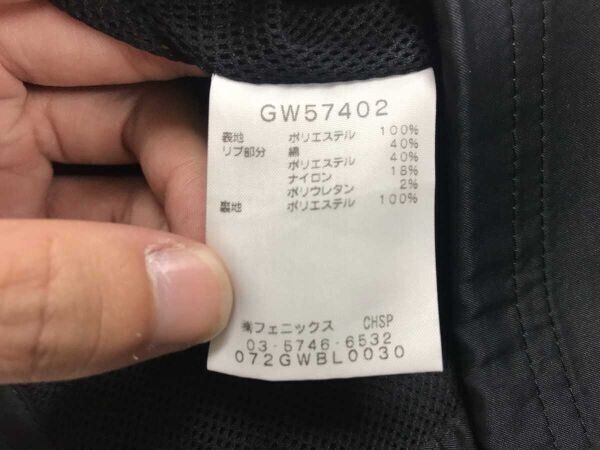 GW57402
表地 ポリエステル 100%
リブ部分 綿 40%
ポリエステル 40%
ナイロン 18%
ポリウレタン 2%
裏地 ポリエステル 100%
㈱フェニックス CHSP
03-5746-6532
072GWBL0030